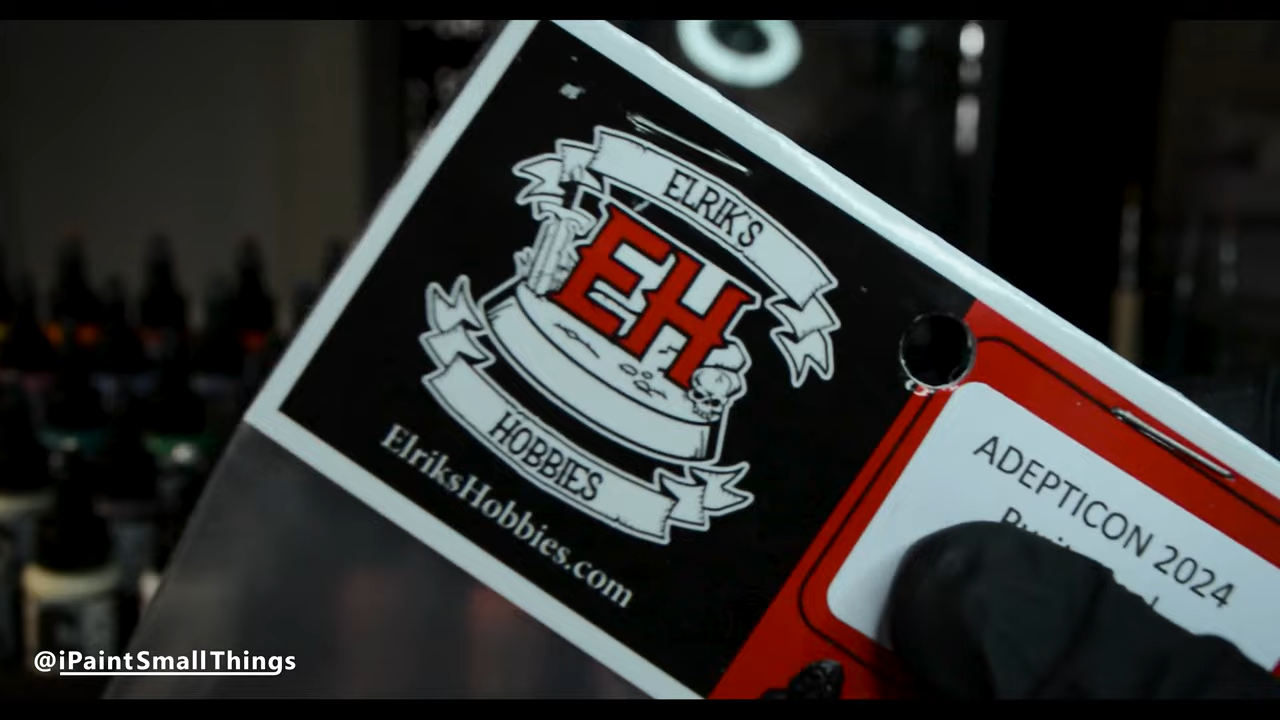 ELRIK'S
EH
HOBBIES
ElriksHobbies.com
ADEPTICON 2024
@iPaintSmallThings